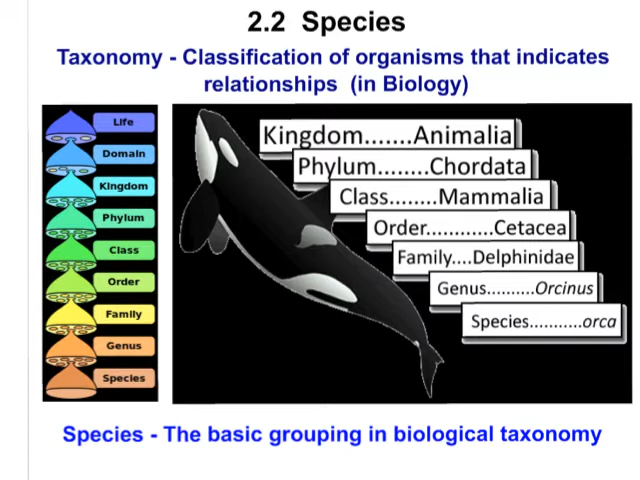 2.2 Species
Taxonomy - Classification of organisms that indicates
relationships (in Biology)
Life
Domain
Kingdom
Phylum
Class
Order
Family
Genus
Species
Kingdom.......Animalia
Phylum........Chordata
Class........Mammalia
Order............Cetacea
Family....Delphinidae
Genus..........Orcinus
Species...........orca
Species - The basic grouping in biological taxonomy